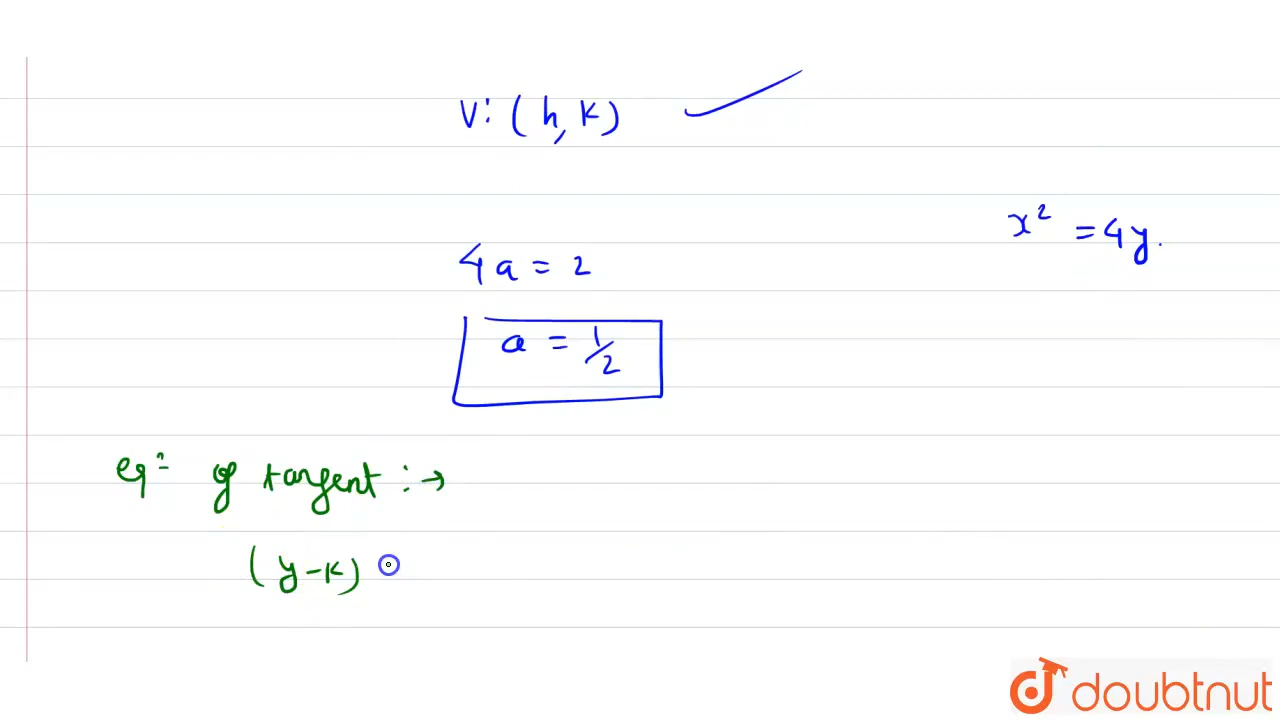 V: (h, K)
x² = 4y.
4a = 2
a = 1/2
eqⁿ of tangent : →
(y-K)
doubtnut